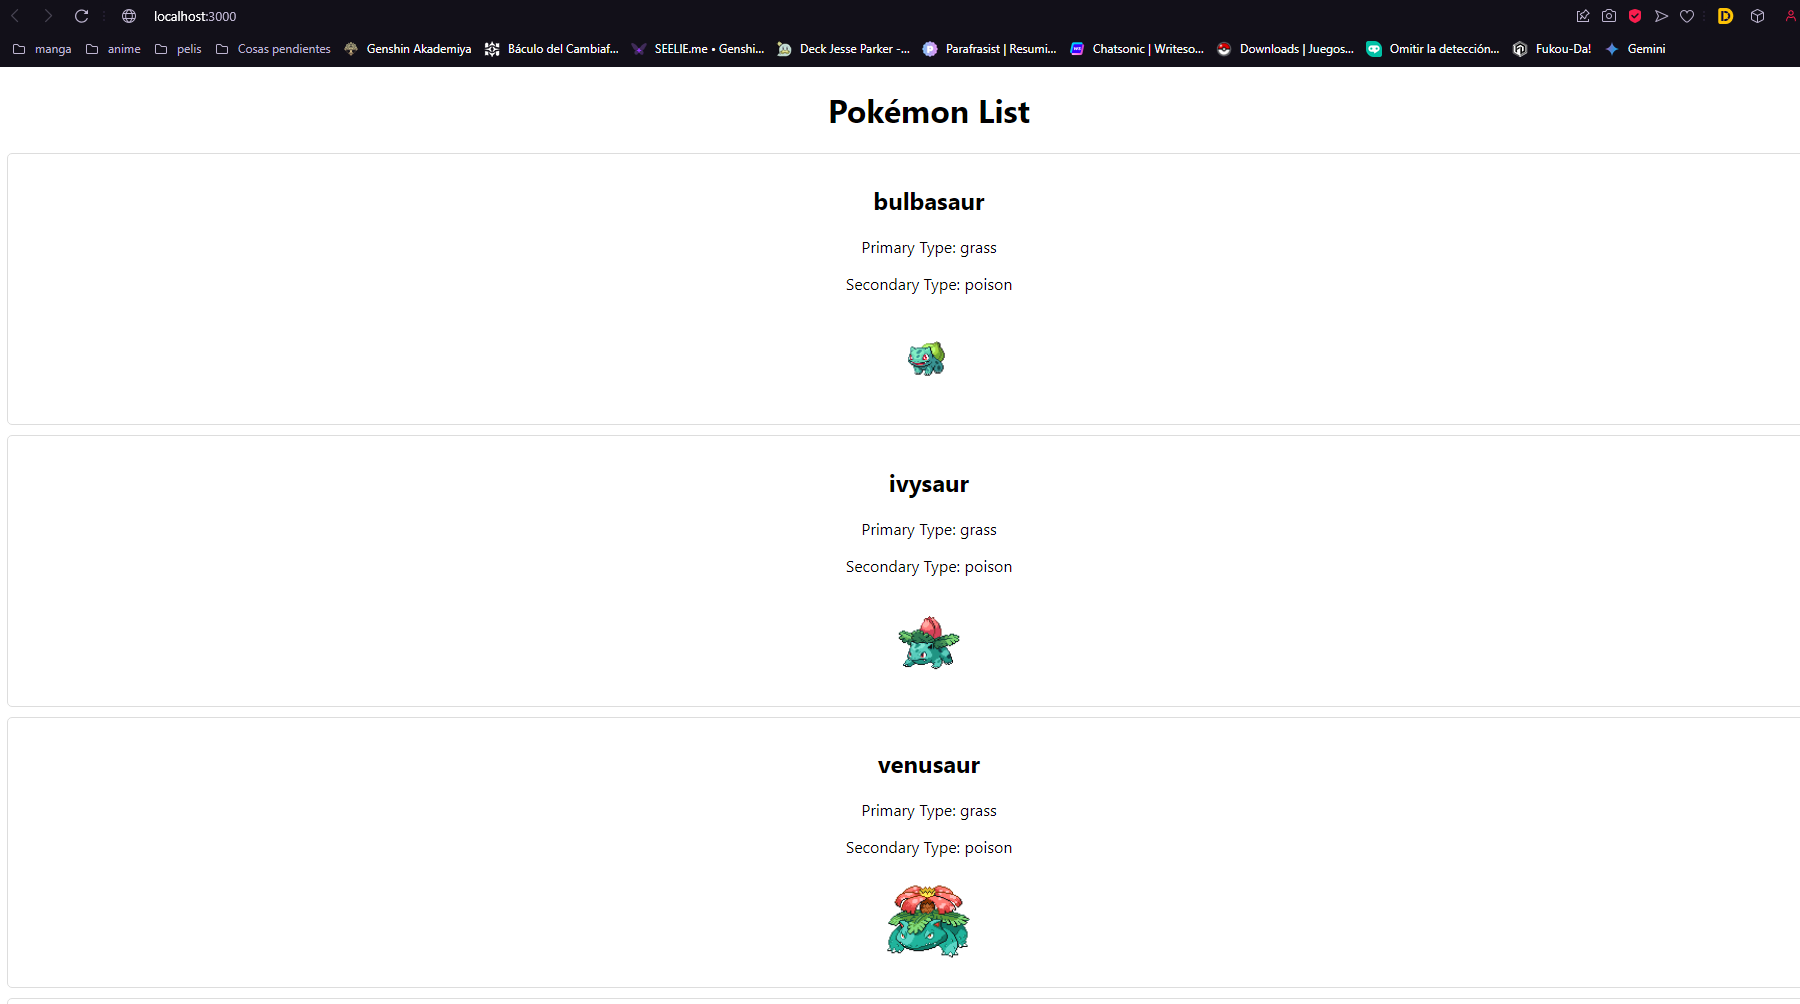 localhost:3000
manga anime pelis Cosas pendientes Genshin Akademiya Báculo del Cambiaf... SEELIE.me • Genshi... Deck Jesse Parker -... Parafrasist | Resumi... Chatsonic | Writeso... Downloads | Juegos... Omitir la detección... Fukou-Da! Gemini
Pokémon List
bulbasaur
Primary Type: grass
Secondary Type: poison
ivysaur
Primary Type: grass
Secondary Type: poison
venusaur
Primary Type: grass
Secondary Type: poison